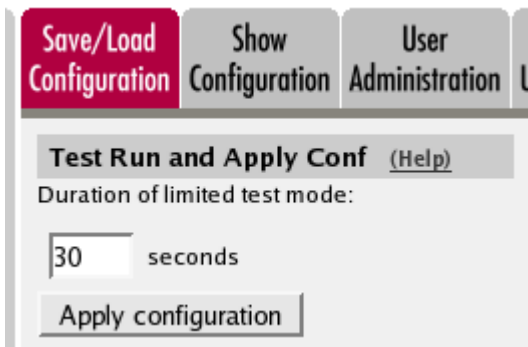 Save/Load Configuration
Show Configuration
User Administration
Test Run and Apply Conf (Help)
Duration of limited test mode:
30 seconds
Apply configuration